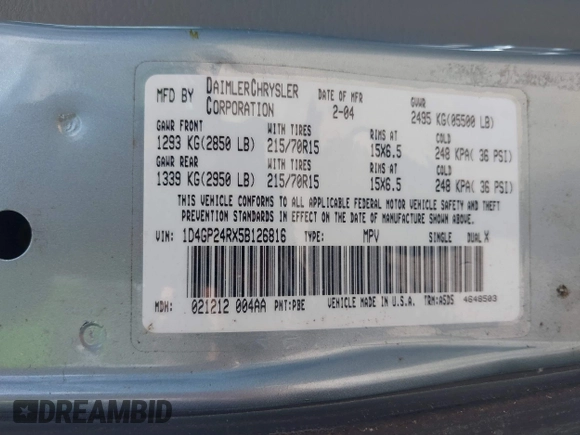 MFD BY DAIMLERCHRYSLER CORPORATION DATE OF MFR 2-04 GVWR 2495 KG(05500 LB)
GAWR FRONT WITH TIRES RIMS AT COLD
1293 KG(2850 LB) 215/70R15 15X6.5 248 KPA( 36 PSI)
GAWR REAR WITH TIRES RIMS AT COLD
1339 KG(2950 LB) 215/70R15 15X6.5 248 KPA( 36 PSI)
THIS VEHICLE CONFORMS TO ALL APPLICABLE FEDERAL MOTOR VEHICLE SAFETY AND THEFT
PREVENTION STANDARDS IN EFFECT ON THE DATE OF MANUFACTURE SHOWN ABOVE.
VIN: 1D4GP24RX5B126816 TYPE: MPV SINGLE DUAL X
MDH: 021212 004AA PNT:PBE VEHICLE MADE IN U.S.A. TRM:ASDS 4648503
DREAMBID